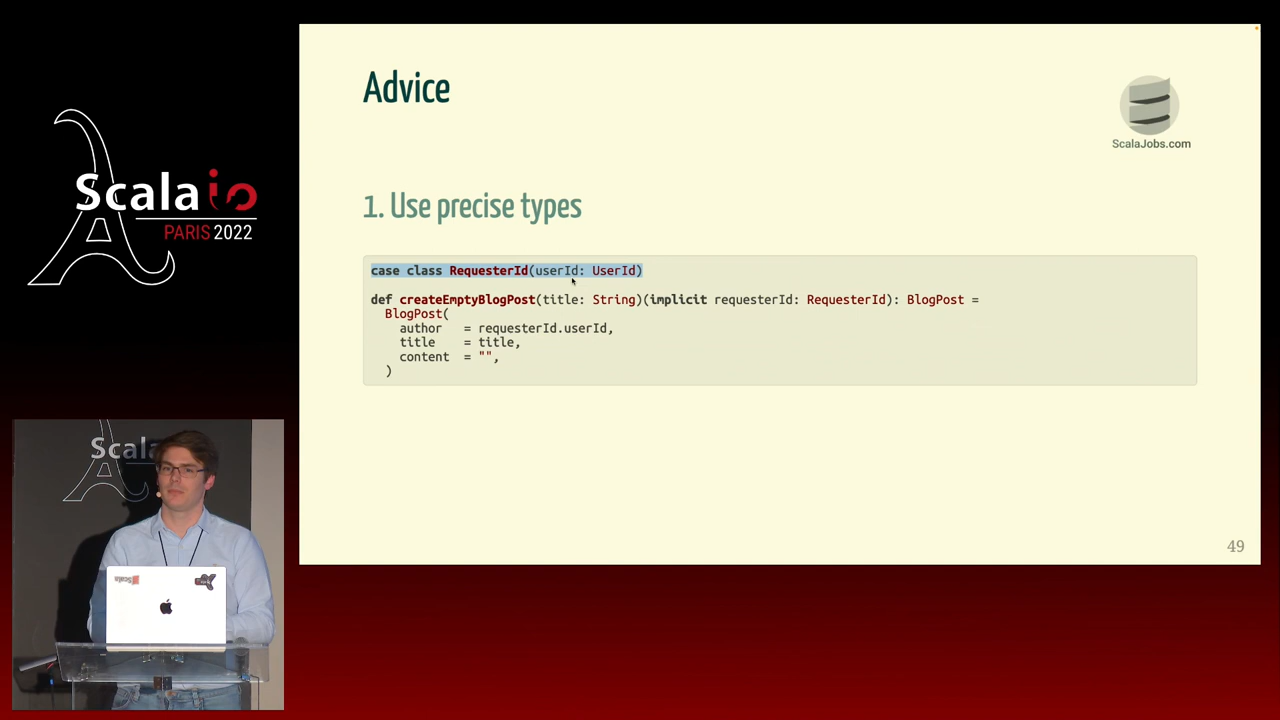 Scala io
PARIS 2022
Advice
ScalaJobs.com
1. Use precise types
case class RequesterId(userId: UserId)
def createEmptyBlogPost(title: String)(implicit requesterId: RequesterId): BlogPost =
BlogPost(
author = requesterId.userId,
title = title,
content = "",
)
49
Scala